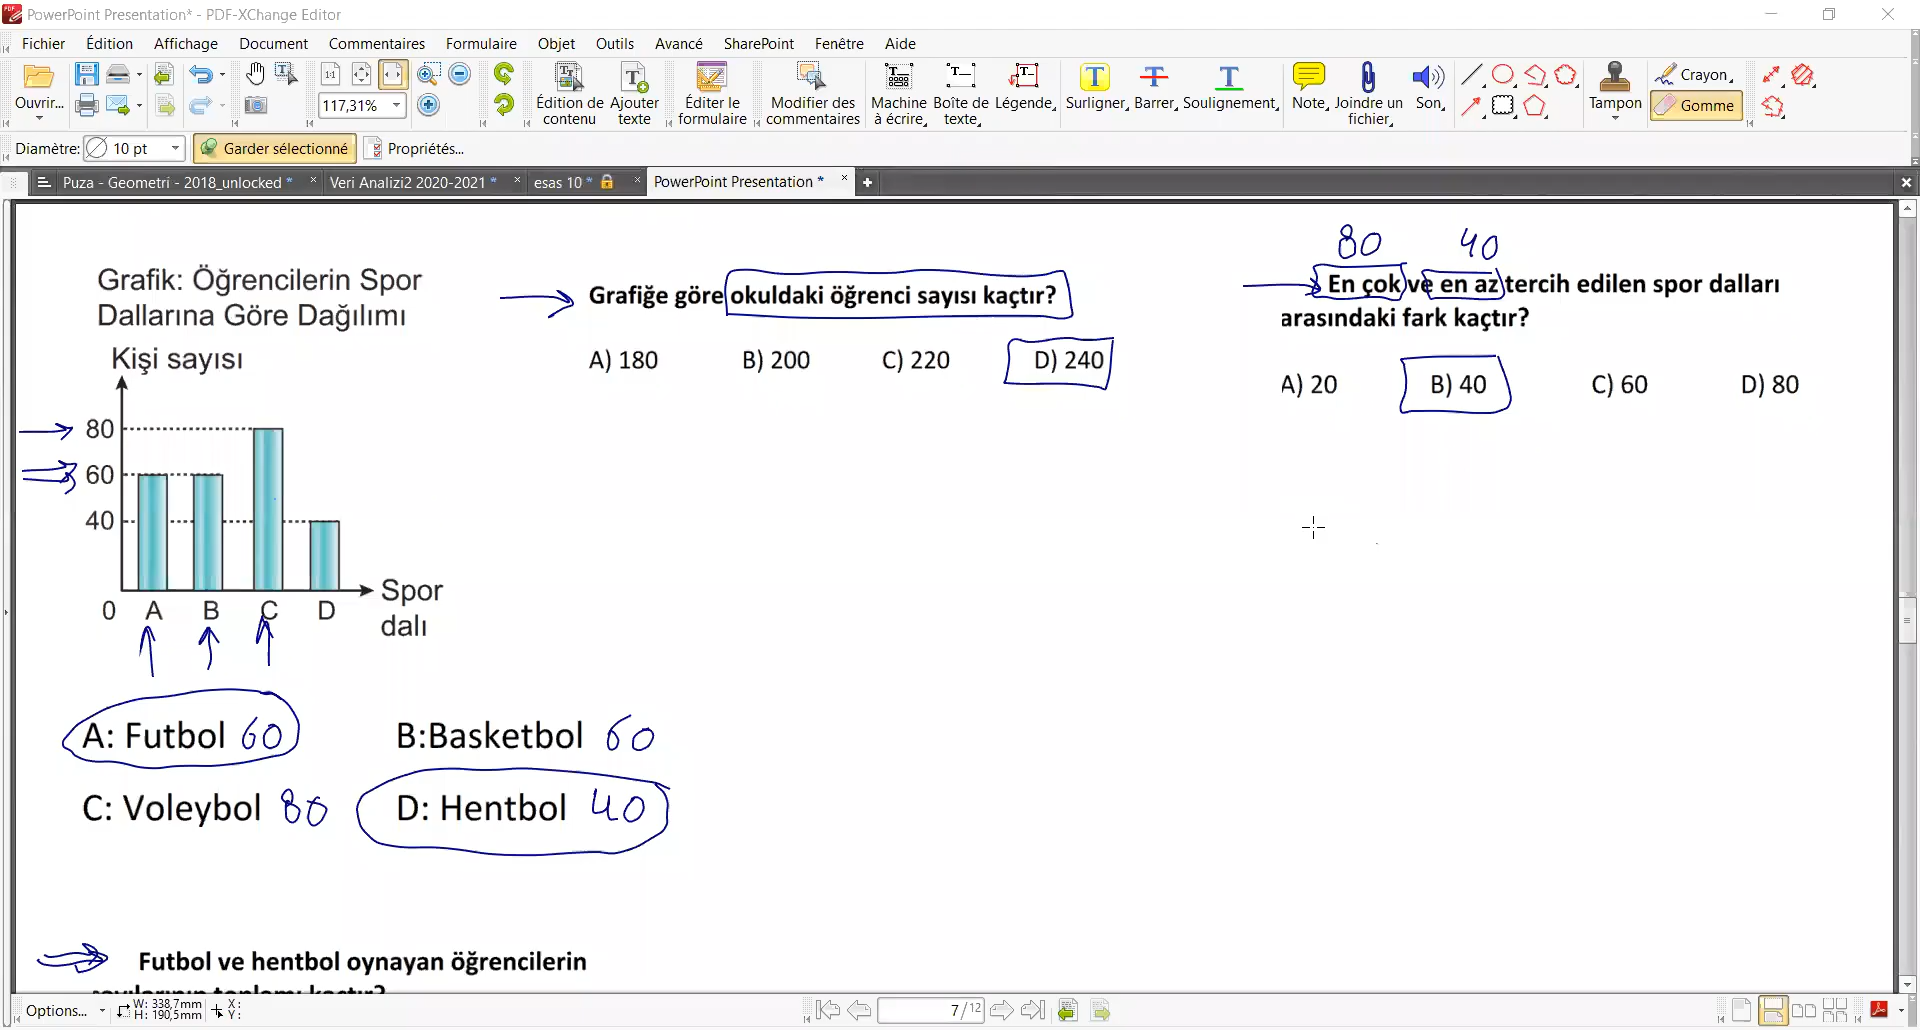 PowerPoint Presentation* - PDF-XChange Editor
Fichier Édition Affichage Document Commentaires Formulaire Objet Outils Avancé SharePoint Fenêtre Aide
Ouvrir...
117,31%
Édition de contenu
Ajouter texte
Éditer le formulaire
Modifier des commentaires
Machine à écrire
Boîte de texte
Légende
Surligner
Barrer
Soulignement
Note
Joindre un fichier
Son
Tampon
Crayon
Gomme
Diamètre: 10 pt Garder sélectionné Propriétés...
Puza - Geometri - 2018_unlocked * Veri Analizi2 2020-2021 * esas 10 * PowerPoint Presentation *
Grafik: Öğrencilerin Spor
Dallarına Göre Dağılımı
Kişi sayısı
80
60
40
0 A B C D
Spor
dalı
A: Futbol 60 B:Basketbol 60
C: Voleybol 80 D: Hentbol 40
Grafiğe göre okuldaki öğrenci sayısı kaçtır?
A) 180 B) 200 C) 220 D) 240
80 40
En çok ve en az tercih edilen spor dalları
arasındaki fark kaçtır?
A) 20 B) 40 C) 60 D) 80
Futbol ve hentbol oynayan öğrencilerin
sayılarının toplamı kaçtır?
Options... W: 338,7mm X:
H: 190,5mm Y:
7 / 12